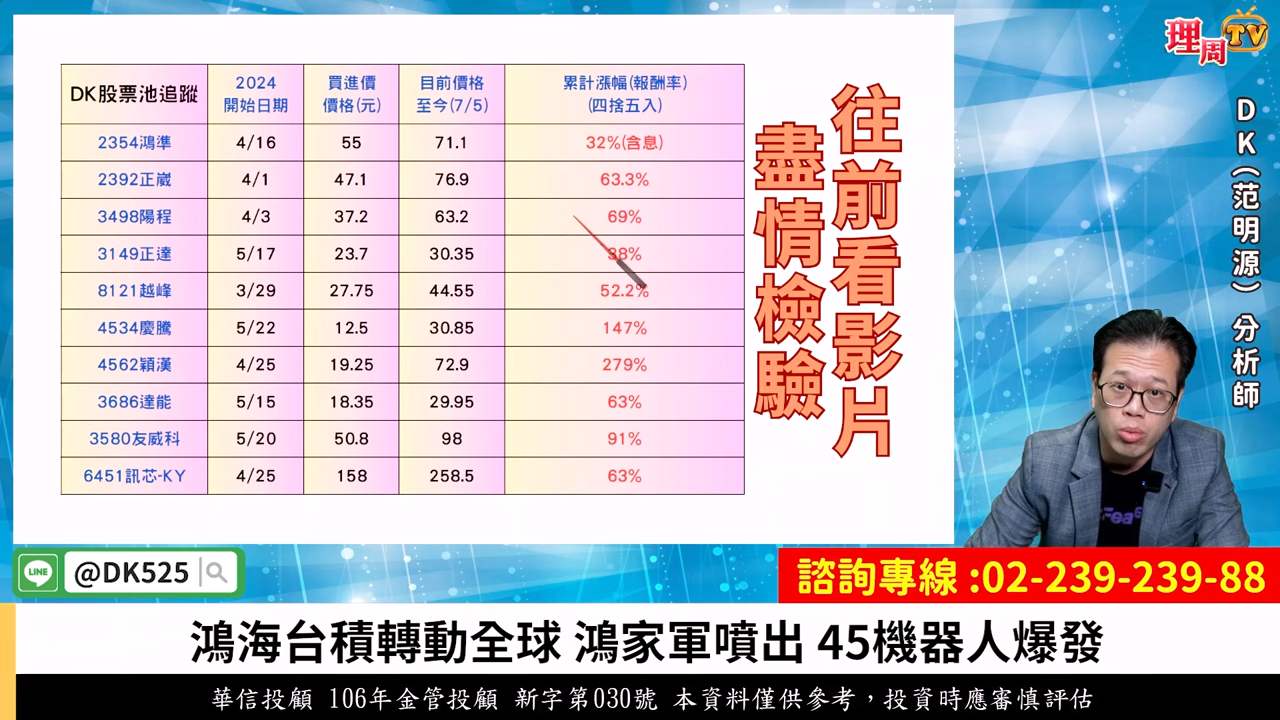 理周TV
DK股票池追蹤 2024開始日期 買進價價格(元) 目前價格至今(7/5) 累計漲幅(報酬率)(四捨五入)
2354鴻準 4/16 55 71.1 32%(含息)
2392正崴 4/1 47.1 76.9 63.3%
3498陽程 4/3 37.2 63.2 69%
3149正達 5/17 23.7 30.35 38%
8121越峰 3/29 27.75 44.55 52.2%
4534慶騰 5/22 12.5 30.85 147%
4562穎漢 4/25 19.25 72.9 279%
3686達能 5/15 18.35 29.95 63%
3580友威科 5/20 50.8 98 91%
6451訊芯-KY 4/25 158 258.5 63%
往前看影片
盡情檢驗
DK(范明源)分析師
LINE @DK525
諮詢專線:02-239-239-88
鴻海台積轉動全球 鴻家軍噴出 45機器人爆發
華信投顧 106年金管投顧 新字第030號 本資料僅供參考，投資時應審慎評估